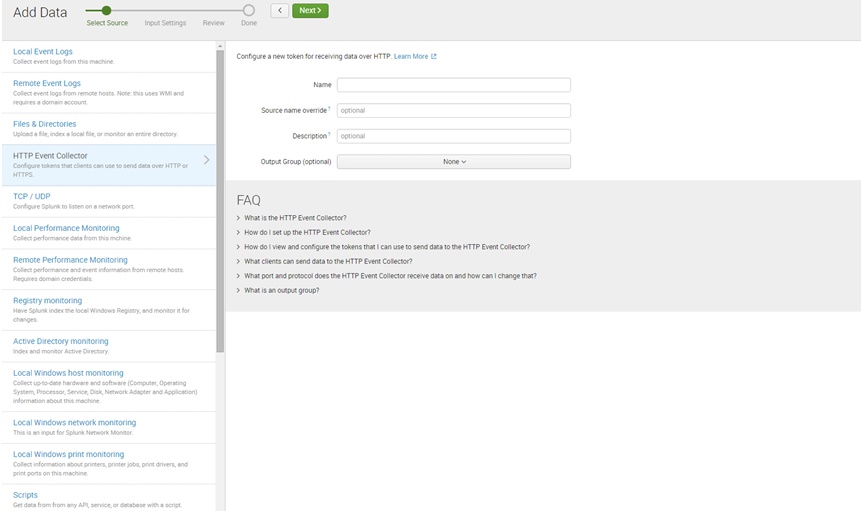 Add Data
Select Source
Input Settings
Review
Done
<
Next >
Local Event Logs
Collect event logs from this machine.
Remote Event Logs
Collect event logs from remote hosts. Note: this uses WMI and
requires a domain account.
Files & Directories
Upload a file, index a local file, or monitor an entire directory.
HTTP Event Collector
Configure tokens that clients can use to send data over HTTP or
HTTPS.
TCP / UDP
Configure Splunk to listen on a network port.
Local Performance Monitoring
Collect performance data from this mchine.
Remote Performance Monitoring
Collect performance and event information from remote hosts.
Requires domain credentials.
Registry monitoring
Have Splunk index the local Windows Registry, and monitor it for
changes.
Active Directory monitoring
Index and monitor Active Directory.
Local Windows host monitoring
Collect up-to-date hardware and software (Computer, Operating
System, Processor, Service, Disk, Network Adapter and Application)
information about this machine.
Local Windows network monitoring
This is an input for Splunk Network Monitor.
Local Windows print monitoring
Collect information about printers, printer jobs, print drivers, and
print ports on this machine.
Scripts
Get data from from any API, service, or database with a script.
Configure a new token for receiving data over HTTP. Learn More
Name
Source name override ? optional
Description ? optional
Output Group (optional) None
FAQ
> What is the HTTP Event Collector?
> How do I set up the HTTP Event Collector?
> How do I view and configure the tokens that I can use to send data to the HTTP Event Collector?
> What clients can send data to the HTTP Event Collector?
> What port and protocol does the HTTP Event Collector receive data on and how can I change that?
> What is an output group?